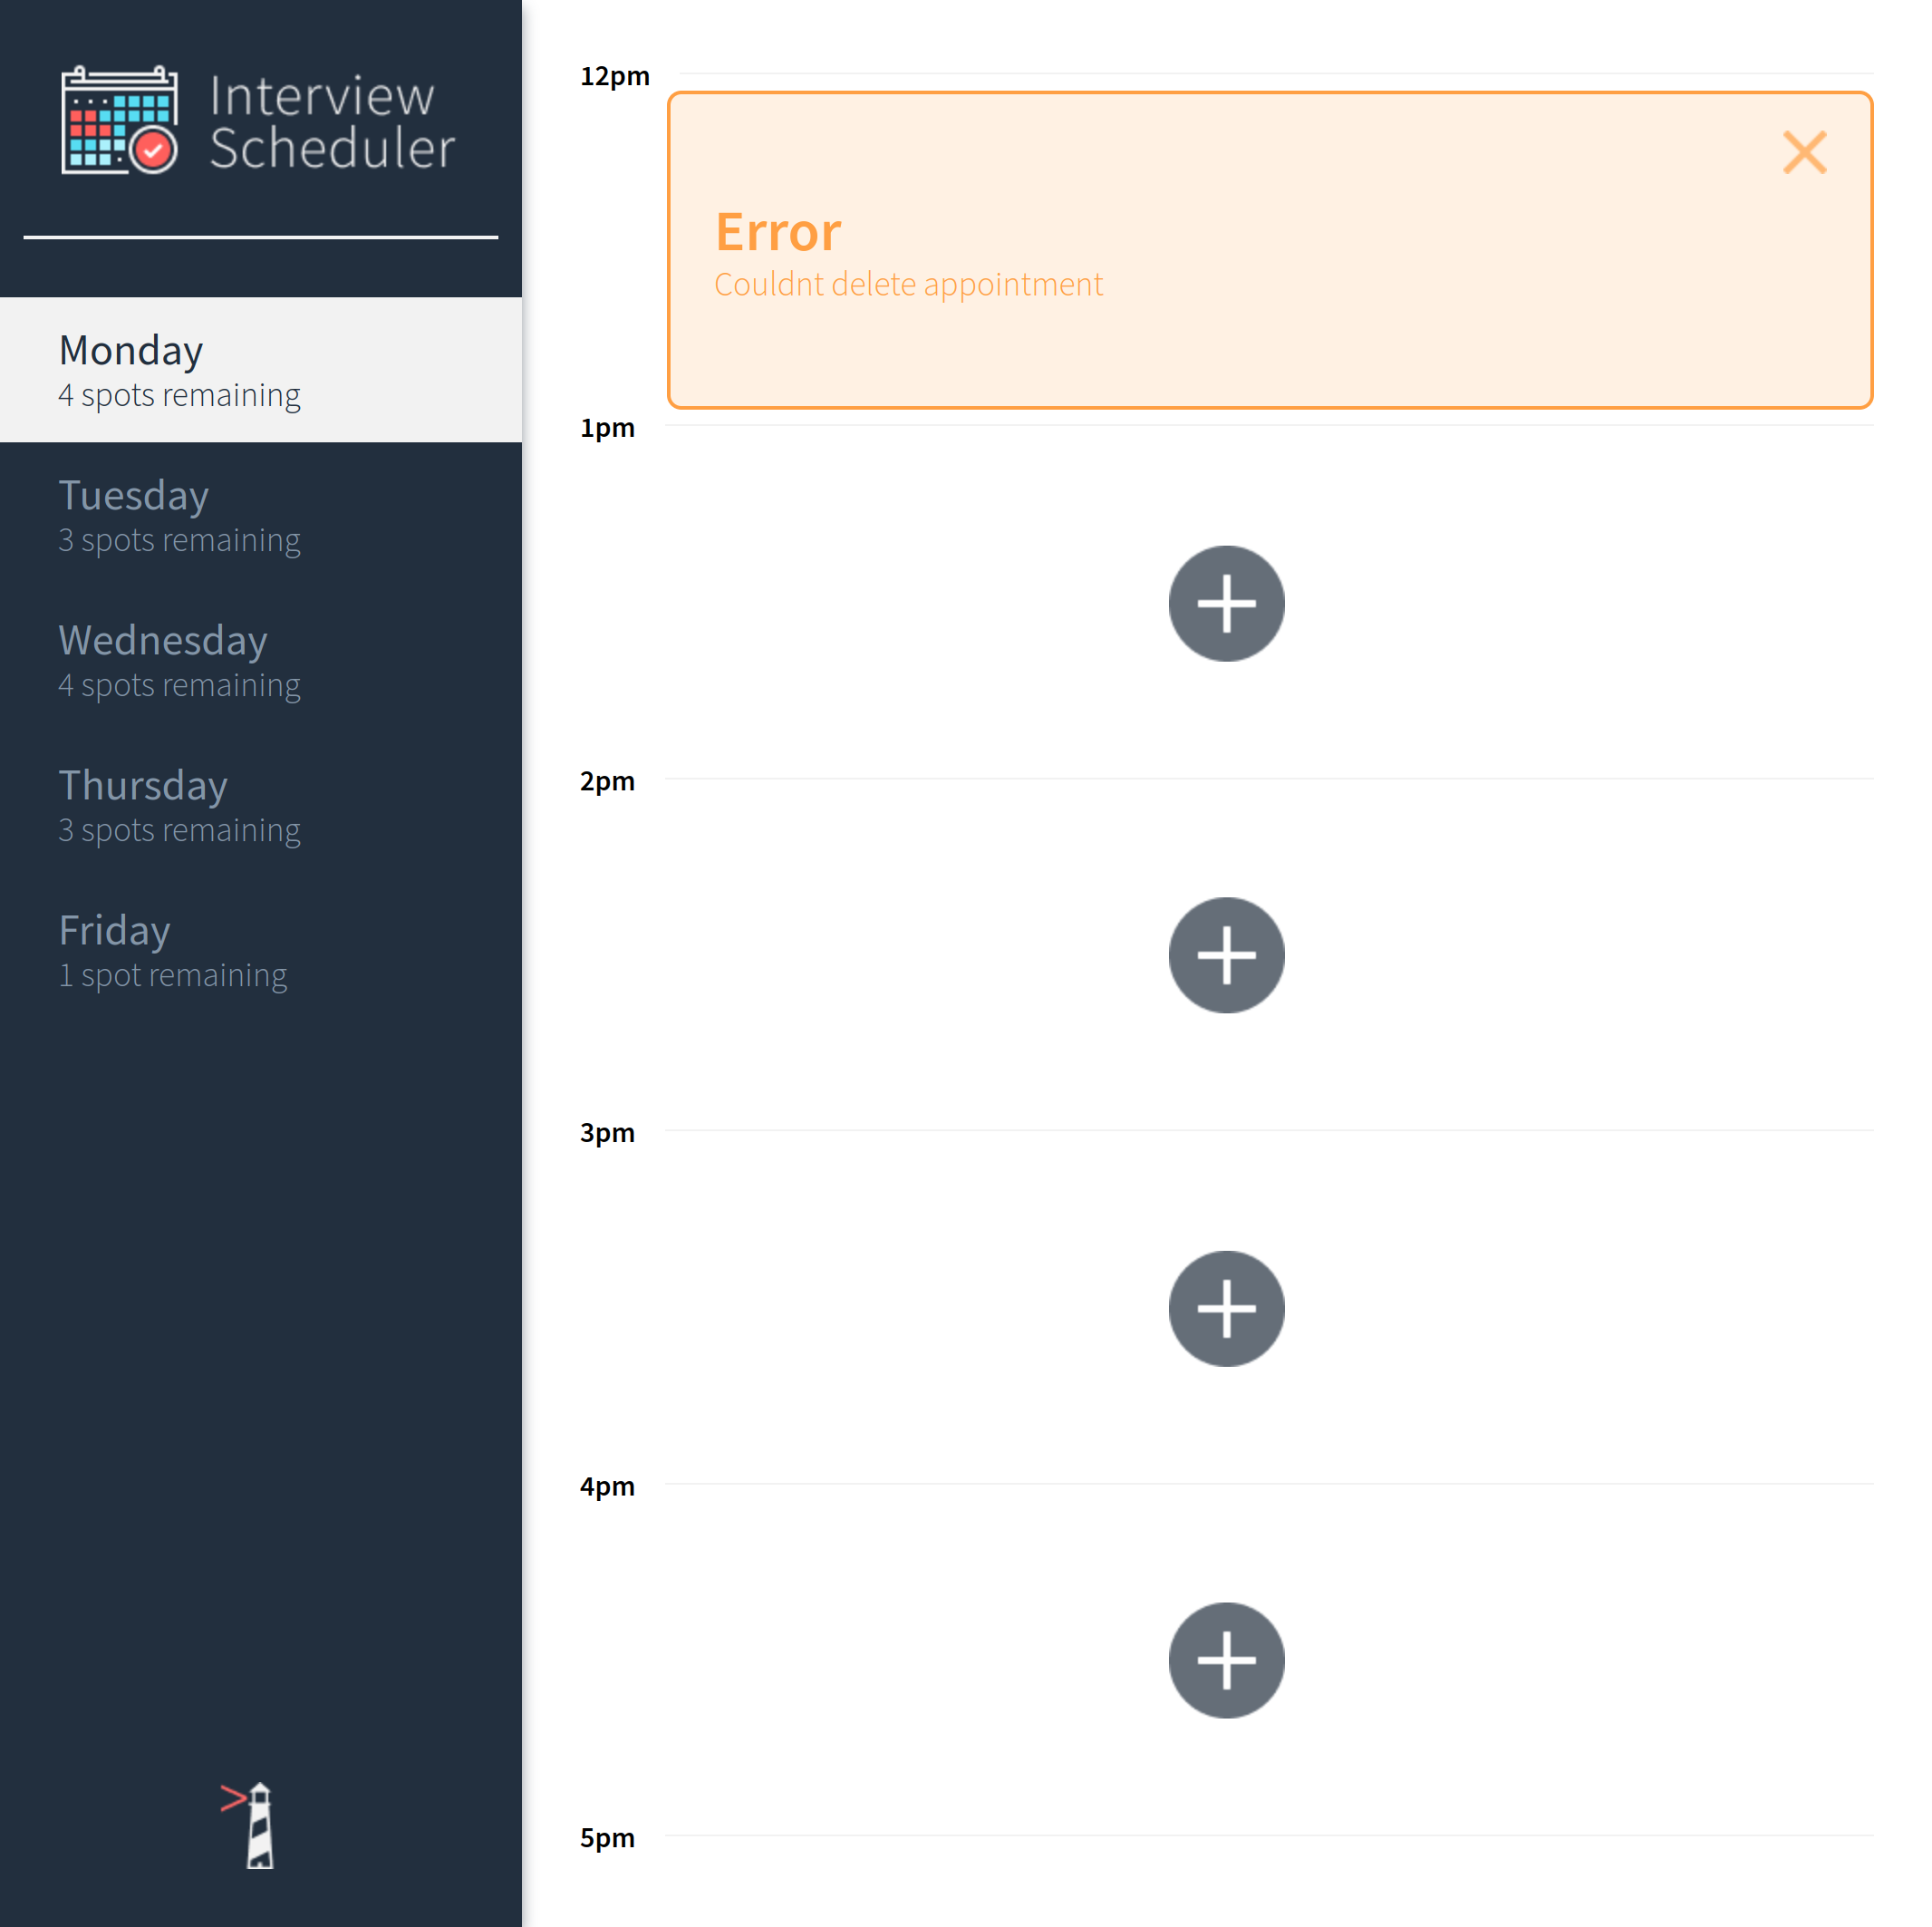 Interview
Scheduler
Monday
4 spots remaining
Tuesday
3 spots remaining
Wednesday
4 spots remaining
Thursday
3 spots remaining
Friday
1 spot remaining
>
12pm
Error
Couldnt delete appointment
1pm
2pm
3pm
4pm
5pm